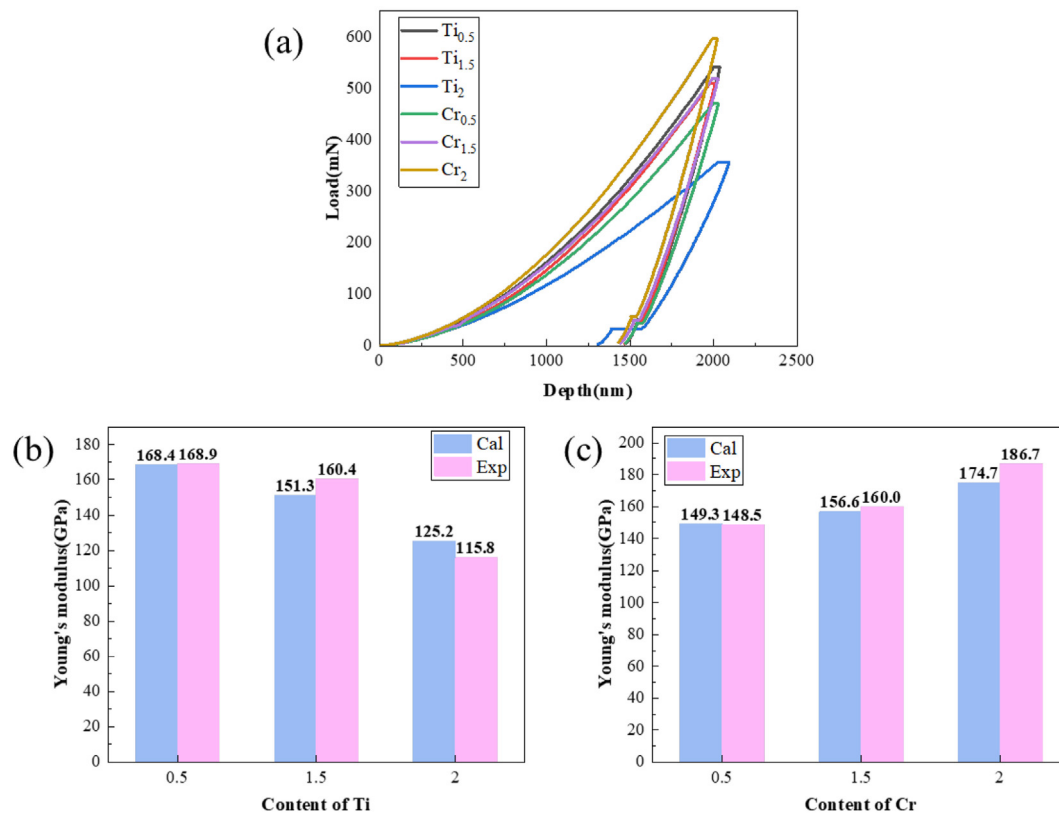 (a)
Ti0.5
Ti1.5
Ti2
Cr0.5
Cr1.5
Cr2
600
500
400
300
200
100
0
Load(mN)
0 500 1000 1500 2000 2500
Depth(nm)
(b)
Cal
Exp
180
160
140
120
100
80
60
40
20
0
Young's modulus(GPa)
168.4 168.9
151.3 160.4
125.2 115.8
0.5 1.5 2
Content of Ti
(c)
Cal
Exp
200
180
160
140
120
100
80
60
40
20
0
Young's modulus(GPa)
149.3 148.5
156.6 160.0
174.7 186.7
0.5 1.5 2
Content of Cr